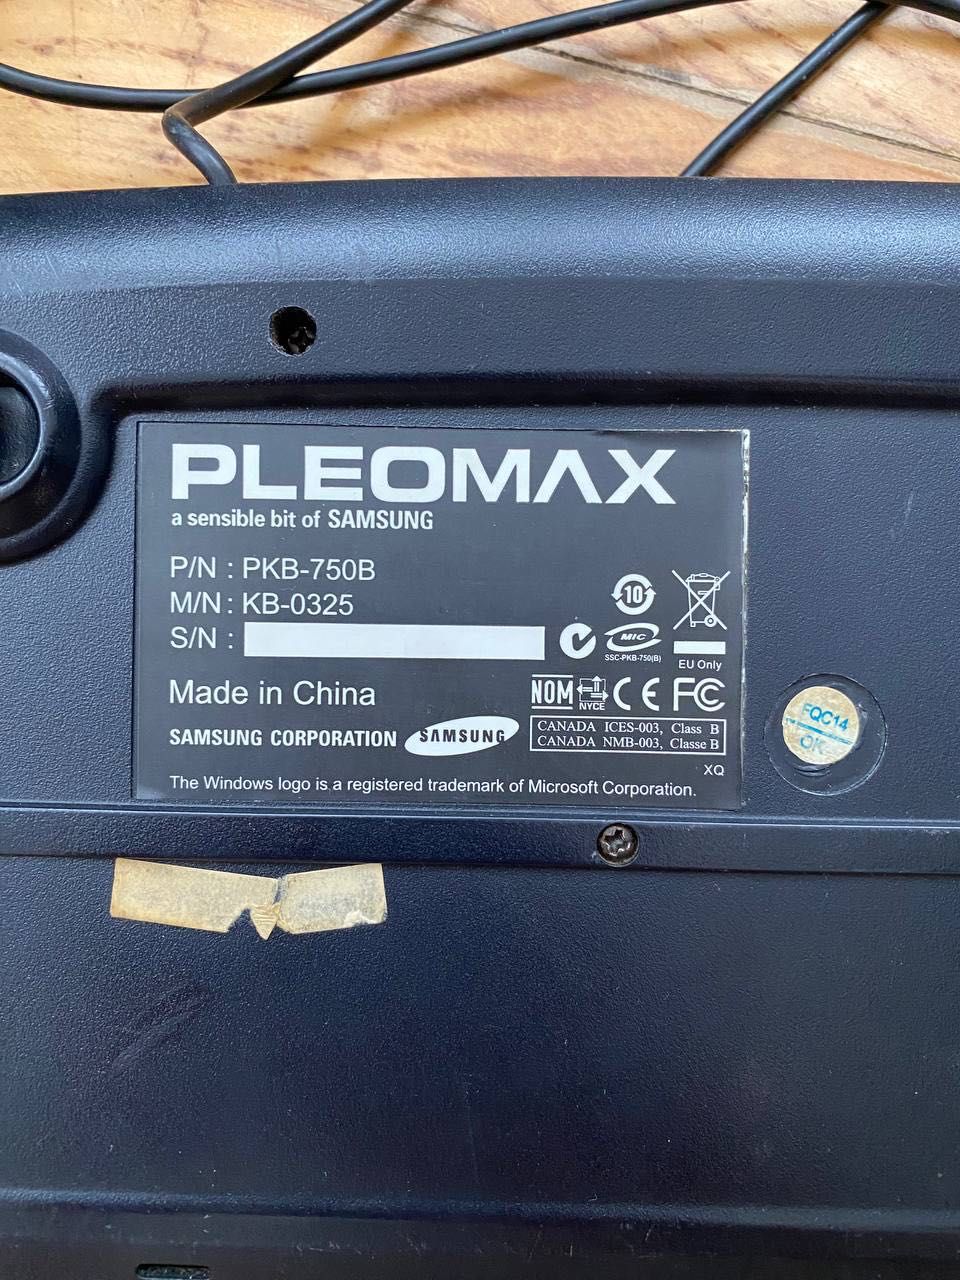 PLEOMAX
a sensible bit of SAMSUNG
P/N : PKB-750B
M/N : KB-0325
S/N :
10
MIC
SSC-PKB-750(B)
EU Only
Made in China
NOM
NYCE
CE FC
SAMSUNG CORPORATION SAMSUNG
CANADA ICES-003, Class B
CANADA NMB-003, Classe B
XQ
The Windows logo is a registered trademark of Microsoft Corporation.
FQC14
OK